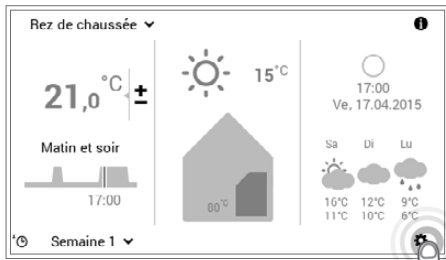 Rez de chaussée
21,0 °C ±
Matin et soir
17:00
Semaine 1
15 °C
80 °C
17:00
Ve, 17.04.2015
Sa Di Lu
16°C 12°C 9°C
11°C 10°C 6°C